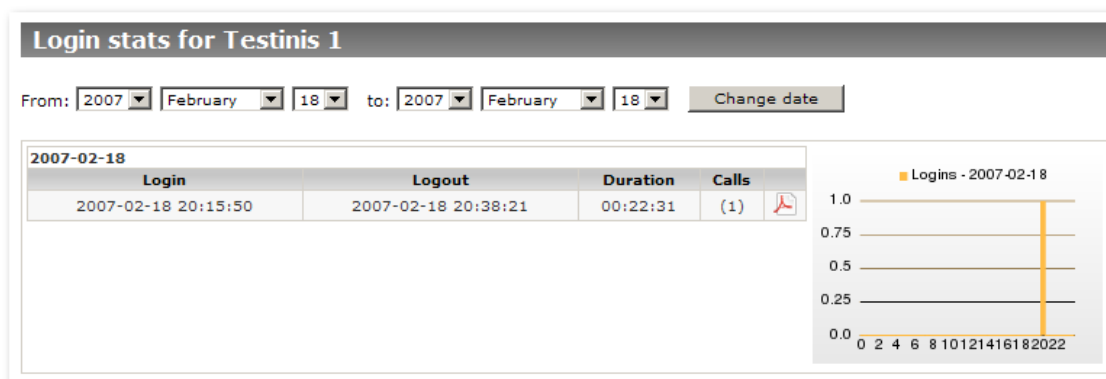 Login stats for Testinis 1
From: 2007 February 18 to: 2007 February 18 Change date
2007-02-18
Login Logout Duration Calls
2007-02-18 20:15:50 2007-02-18 20:38:21 00:22:31 (1)
Logins - 2007-02-18
1.0
0.75
0.5
0.25
0.0
0 2 4 6 8 10 12 14 16 18 20 22